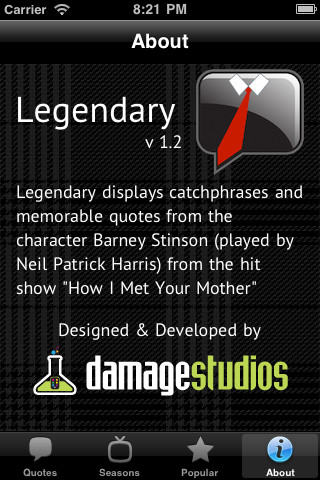 Carrier 8:21 PM
About
Legendary
v 1.2
Legendary displays catchphrases and
memorable quotes from the
character Barney Stinson (played by
Neil Patrick Harris) from the hit
show "How I Met Your Mother"
Designed & Developed by
damagestudios
Quotes Seasons Popular About